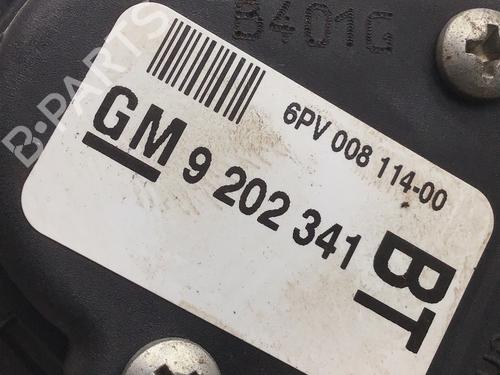 B401G
6PV 008 114-00
GM 9 202 341
BT
B-PARTS